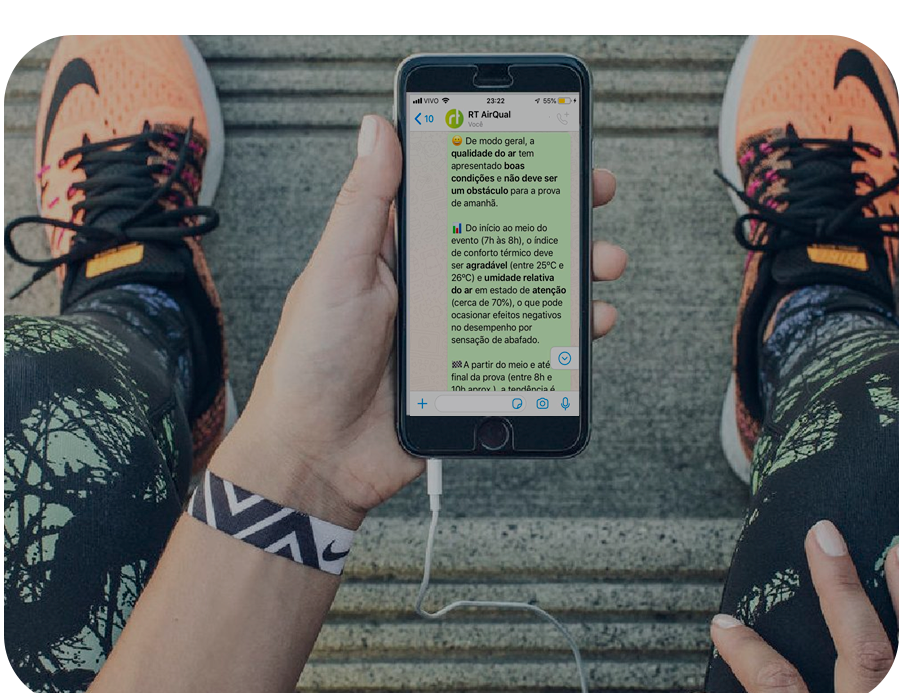 VIVO 23:22 55%
10 rt RT AirQual
Você
😄 De modo geral, a
qualidade do ar tem
apresentado boas
condições e não deve ser
um obstáculo para a prova
de amanhã.
📊 Do início ao meio do
evento (7h às 8h), o índice
de conforto térmico deve
ser agradável (entre 25ºC e
26ºC) e umidade relativa
do ar em estado de atenção
(cerca de 70%), o que pode
ocasionar efeitos negativos
no desempenho por
sensação de abafado.
🏁 A partir do meio e até
final da prova (entre 8h e
10h aprox.), a tendência é